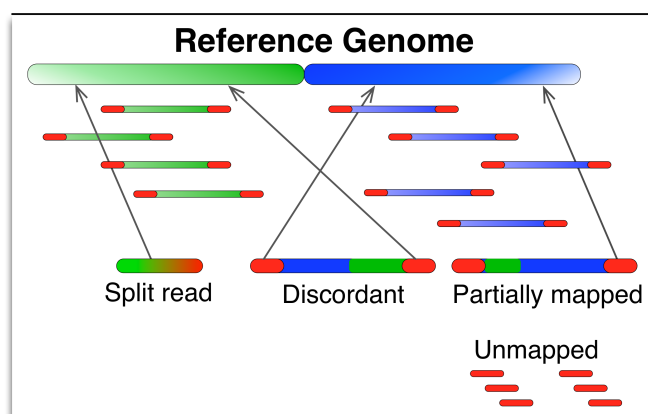 Reference Genome
Split read
Discordant
Partially mapped
Unmapped